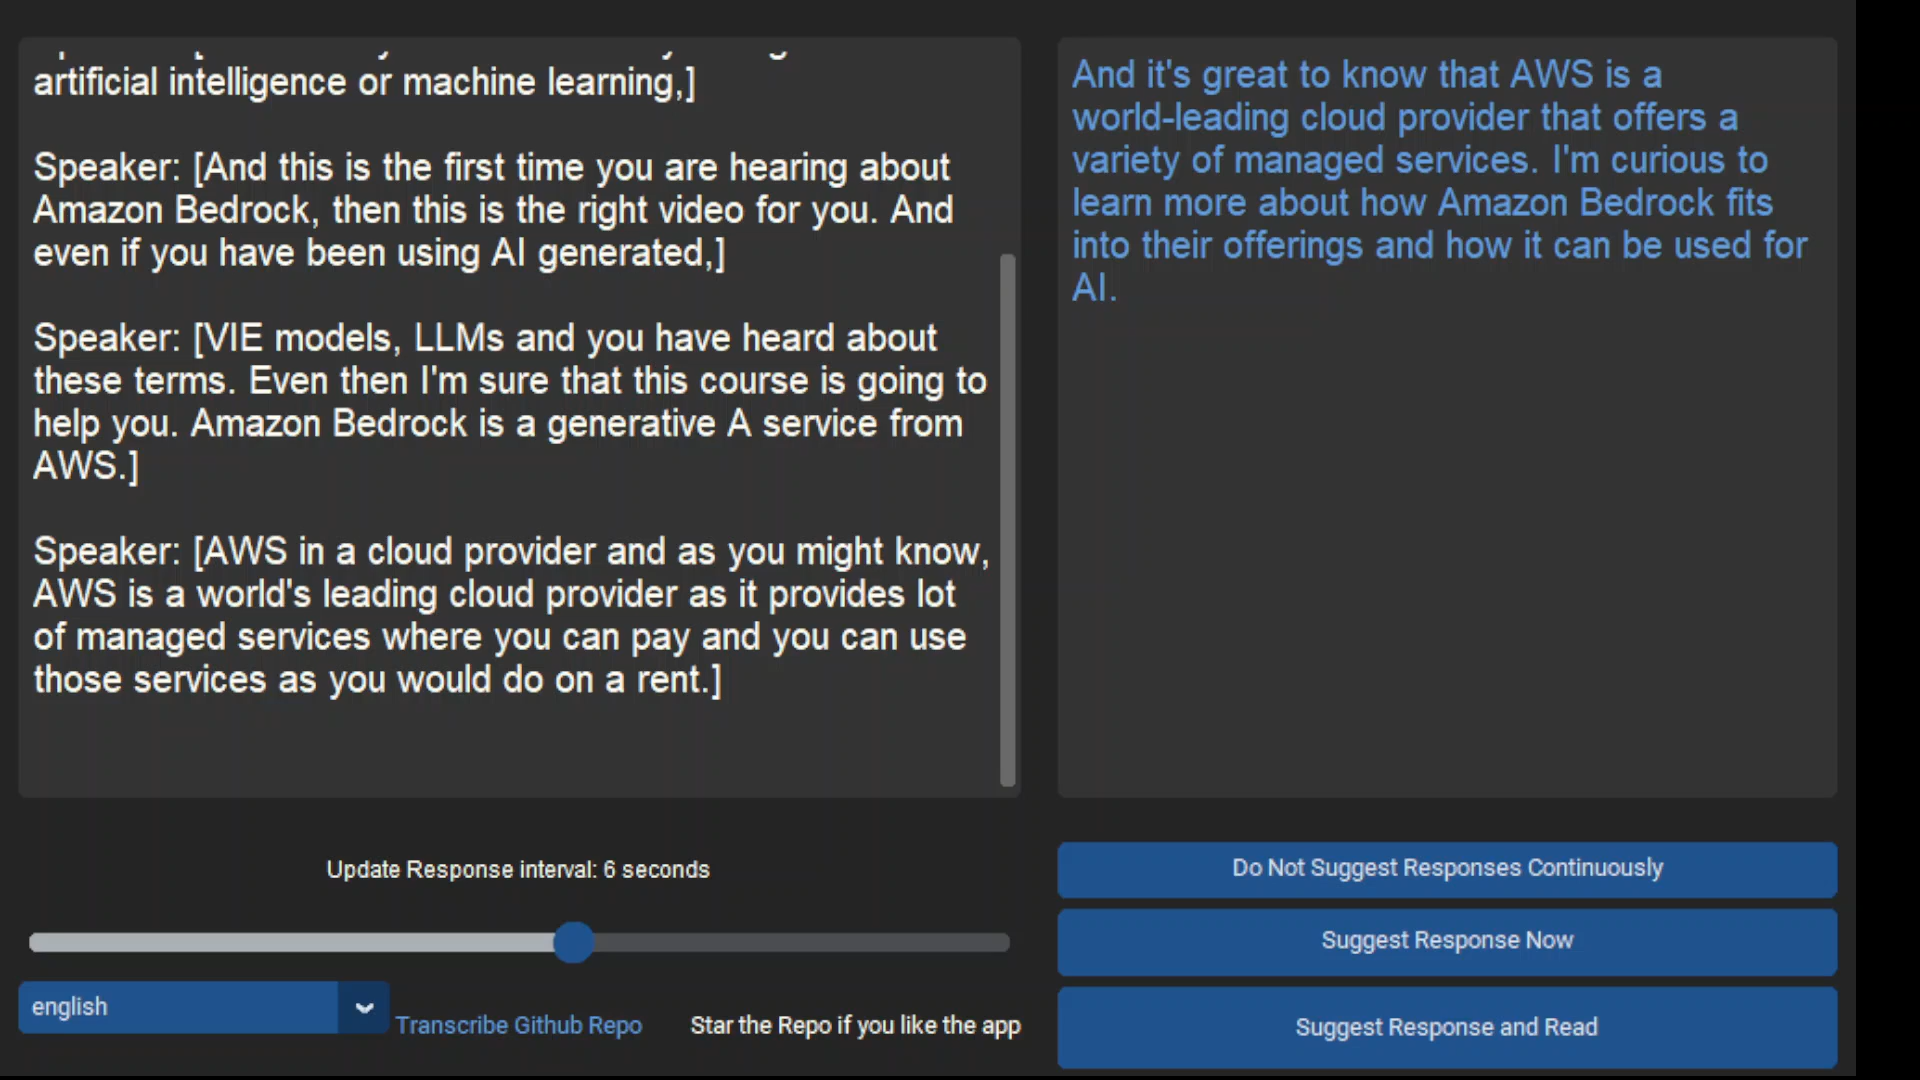 artificial intelligence or machine learning,]
Speaker: [And this is the first time you are hearing about
Amazon Bedrock, then this is the right video for you. And
even if you have been using AI generated,]
Speaker: [VIE models, LLMs and you have heard about
these terms. Even then I'm sure that this course is going to
help you. Amazon Bedrock is a generative A service from
AWS.]
Speaker: [AWS in a cloud provider and as you might know,
AWS is a world's leading cloud provider as it provides lot
of managed services where you can pay and you can use
those services as you would do on a rent.]
And it's great to know that AWS is a
world-leading cloud provider that offers a
variety of managed services. I'm curious to
learn more about how Amazon Bedrock fits
into their offerings and how it can be used for
AI.
Update Response interval: 6 seconds
english
Transcribe Github Repo
Star the Repo if you like the app
Do Not Suggest Responses Continuously
Suggest Response Now
Suggest Response and Read